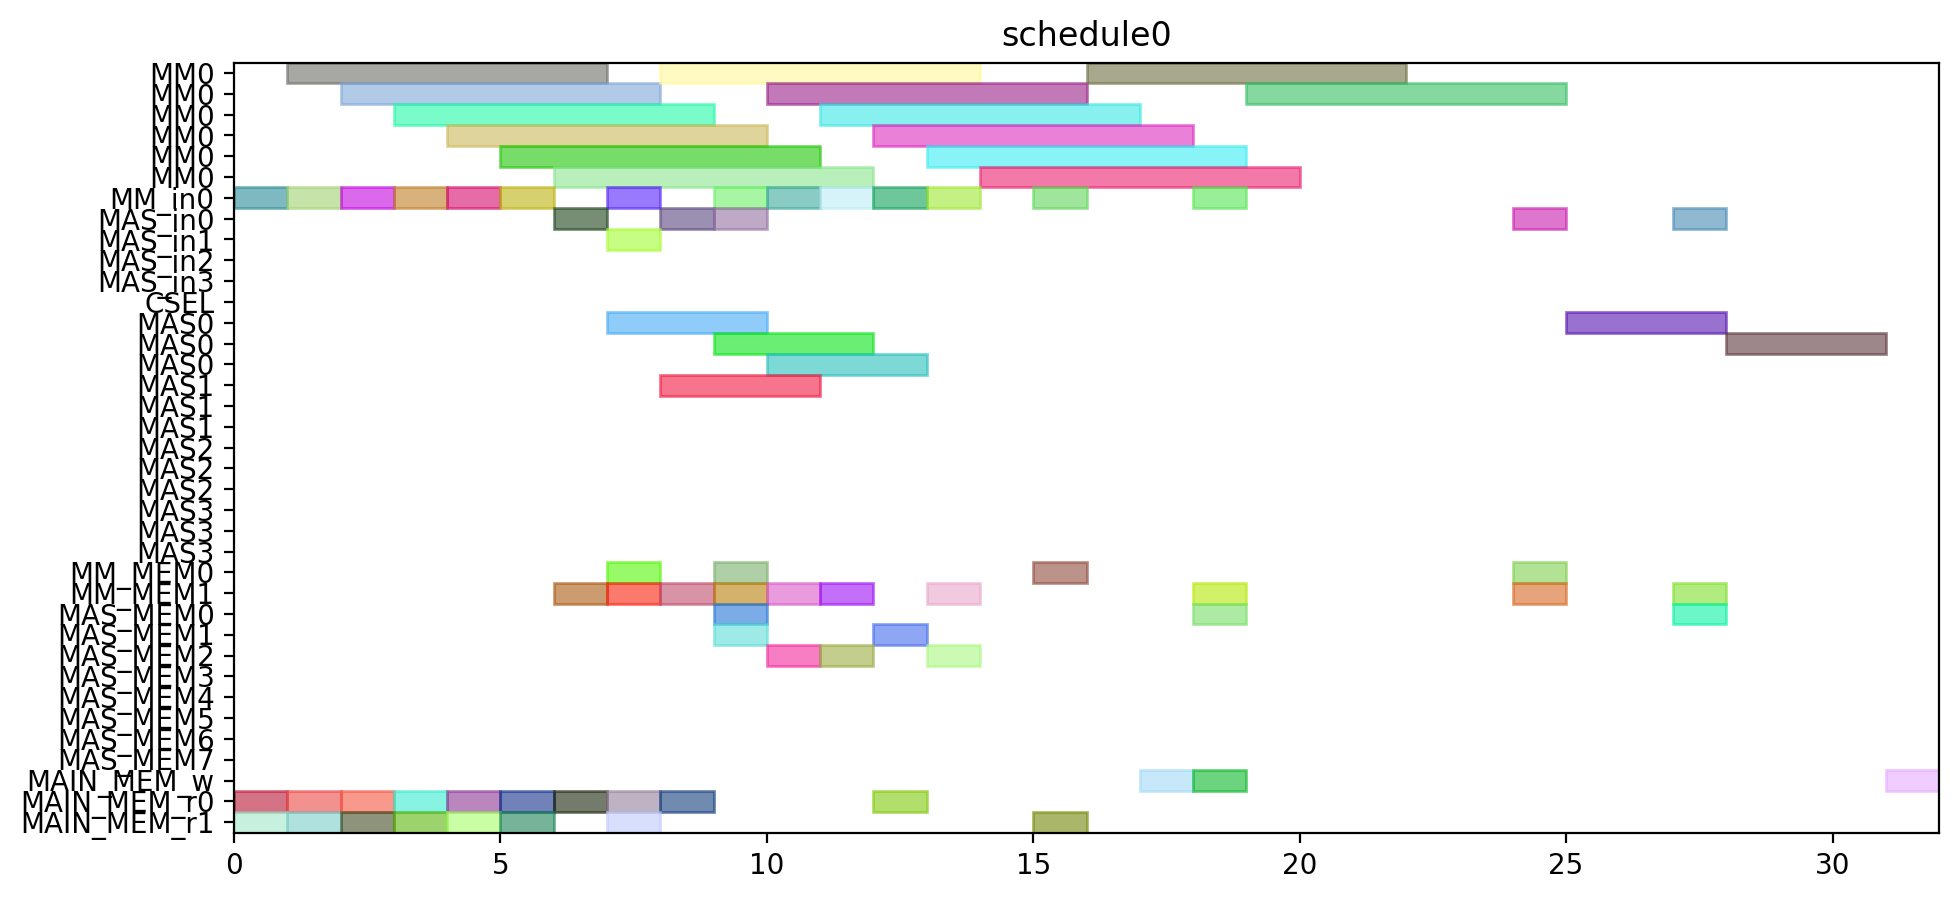 schedule0
MM0
MM0
MM0
MM0
MM0
MM0
MM_in0
MAS_in0
MAS_in1
MAS_in2
MAS_in3
CSEL
MAS0
MAS0
MAS0
MAS1
MAS1
MAS1
MAS2
MAS2
MAS2
MAS3
MAS3
MAS3
MM_MEM0
MM_MEM1
MAS_MEM0
MAS_MEM1
MAS_MEM2
MAS_MEM3
MAS_MEM4
MAS_MEM5
MAS_MEM6
MAS_MEM7
MAIN_MEM_w
MAIN_MEM_r0
MAIN_MEM_r1
0 5 10 15 20 25 30